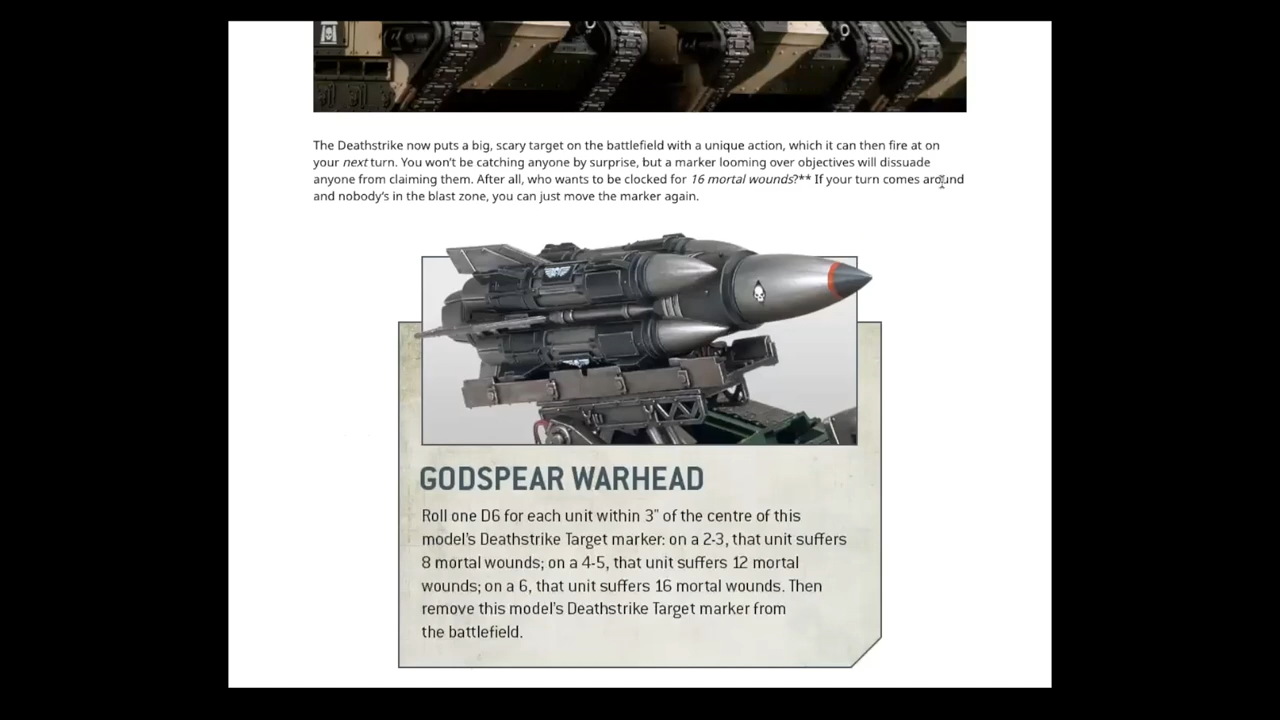 The Deathstrike now puts a big, scary target on the battlefield with a unique action, which it can then fire at on
your next turn. You won't be catching anyone by surprise, but a marker looming over objectives will dissuade
anyone from claiming them. After all, who wants to be clocked for 16 mortal wounds?** If your turn comes around
and nobody's in the blast zone, you can just move the marker again.
GODSPEAR WARHEAD
Roll one D6 for each unit within 3" of the centre of this
model's Deathstrike Target marker: on a 2-3, that unit suffers
8 mortal wounds; on a 4-5, that unit suffers 12 mortal
wounds; on a 6, that unit suffers 16 mortal wounds. Then
remove this model's Deathstrike Target marker from
the battlefield.